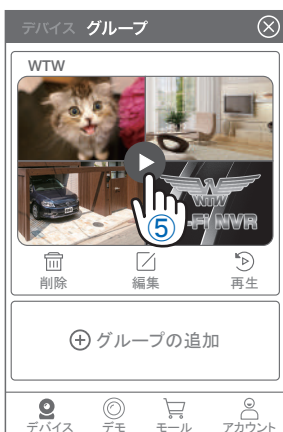 デバイス グループ
WTW
WTW
-Fi NVR
⑤
削除 編集 再生
グループの追加
デバイス デモ モール アカウント